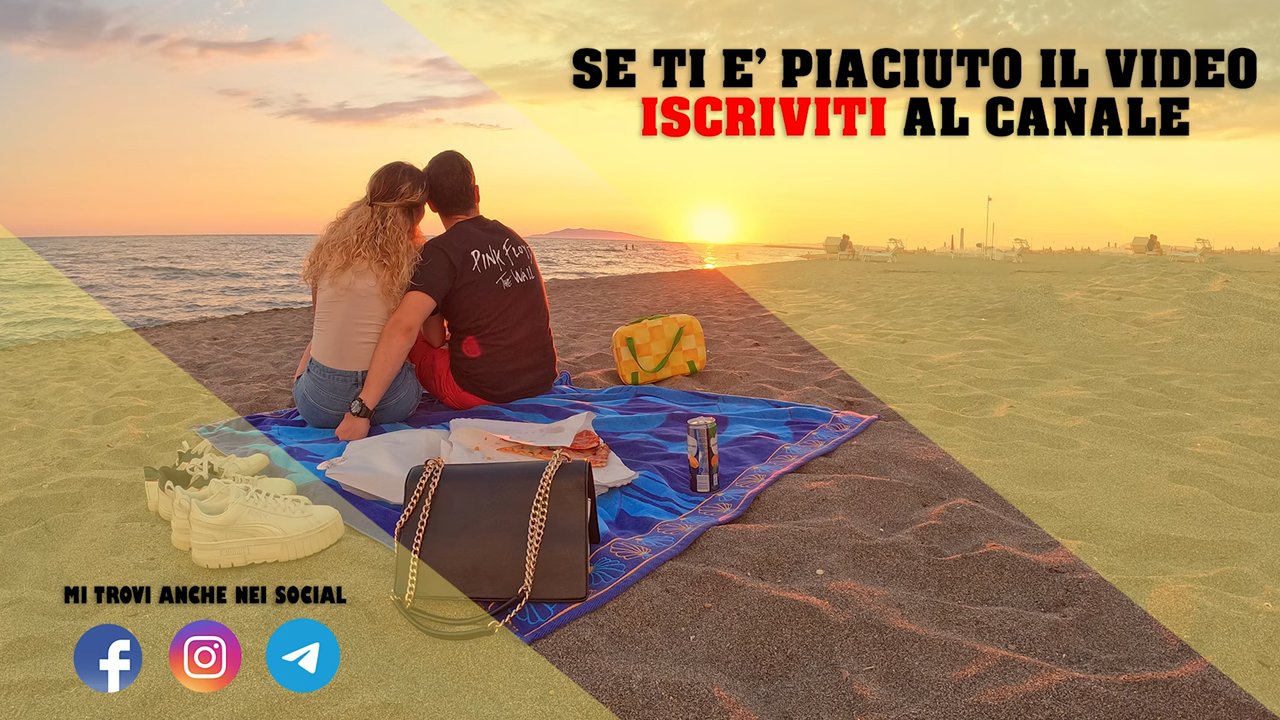 SE TI E' PIACIUTO IL VIDEO
ISCRIVITI AL CANALE
PINK FLOYD
THE WALL
MI TROVI ANCHE NEI SOCIAL